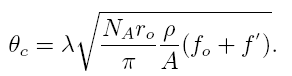 θ_c = λ√(N_A r_o / π · ρ / A (f_o + f′)).